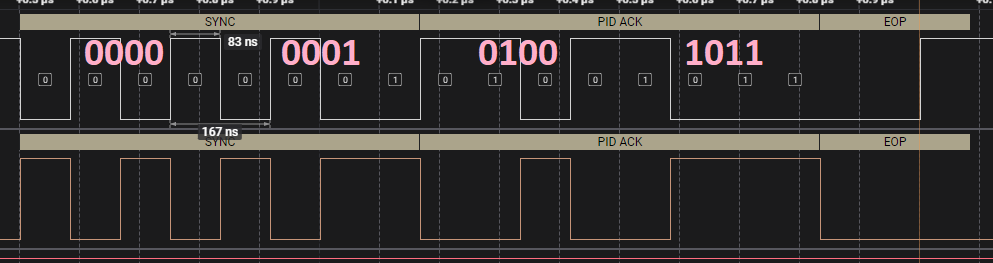 SYNC PID ACK EOP
83 ns
0000 0001 0100 1011
0 0 0 0 0 0 0 1 0 1 0 0 1 0 1 1
167 ns
SYNC PID ACK EOP